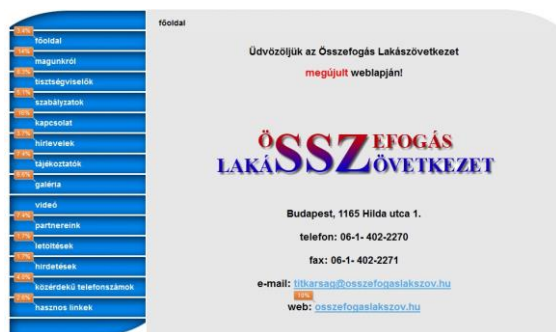 főoldal
főoldal
magunkról
tisztségviselők
szabályzatok
kapcsolat
hírlevelek
tájékoztatók
galéria
videó
partnereink
letöltések
hirdetések
közérdekű telefonszámok
hasznos linkek
Üdvözöljük az Összefogás Lakászövetkezet
megújult weblapján!
ÖSSZEFOGÁS
LAKÁSSZÖVETKEZET
Budapest, 1165 Hilda utca 1.
telefon: 06-1- 402-2270
fax: 06-1- 402-2271
e-mail: titkarsag@osszefogaslakszov.hu
web: osszefogaslakszov.hu